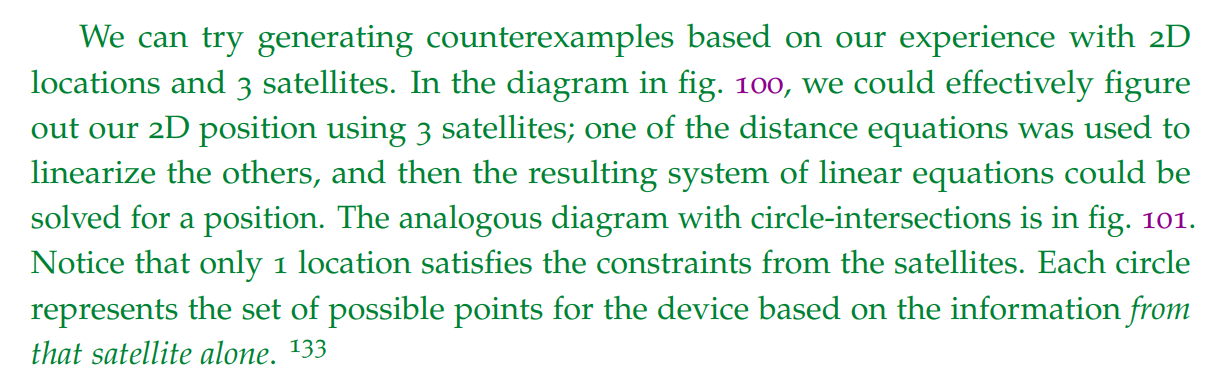 We can try generating counterexamples based on our experience with 2D
locations and 3 satellites. In the diagram in fig. 100, we could effectively figure
out our 2D position using 3 satellites; one of the distance equations was used to
linearize the others, and then the resulting system of linear equations could be
solved for a position. The analogous diagram with circle-intersections is in fig. 101.
Notice that only 1 location satisfies the constraints from the satellites. Each circle
represents the set of possible points for the device based on the information from
that satellite alone. 133